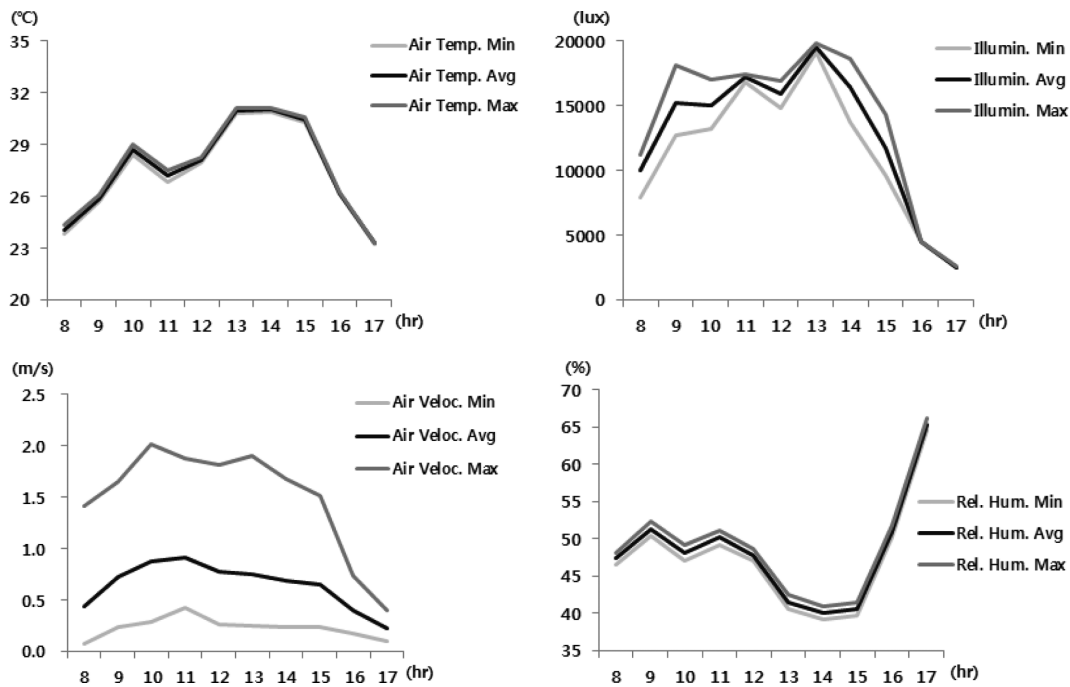 (℃)
35
32
29
26
23
20
8 9 10 11 12 13 14 15 16 17 (hr)
Air Temp. Min
Air Temp. Avg
Air Temp. Max
(lux)
20000
15000
10000
5000
0
8 9 10 11 12 13 14 15 16 17 (hr)
Illumin. Min
Illumin. Avg
Illumin. Max
(m/s)
2.5
2.0
1.5
1.0
0.5
0.0
8 9 10 11 12 13 14 15 16 17 (hr)
Air Veloc. Min
Air Veloc. Avg
Air Veloc. Max
(%)
70
65
60
55
50
45
40
35
8 9 10 11 12 13 14 15 16 17 (hr)
Rel. Hum. Min
Rel. Hum. Avg
Rel. Hum. Max